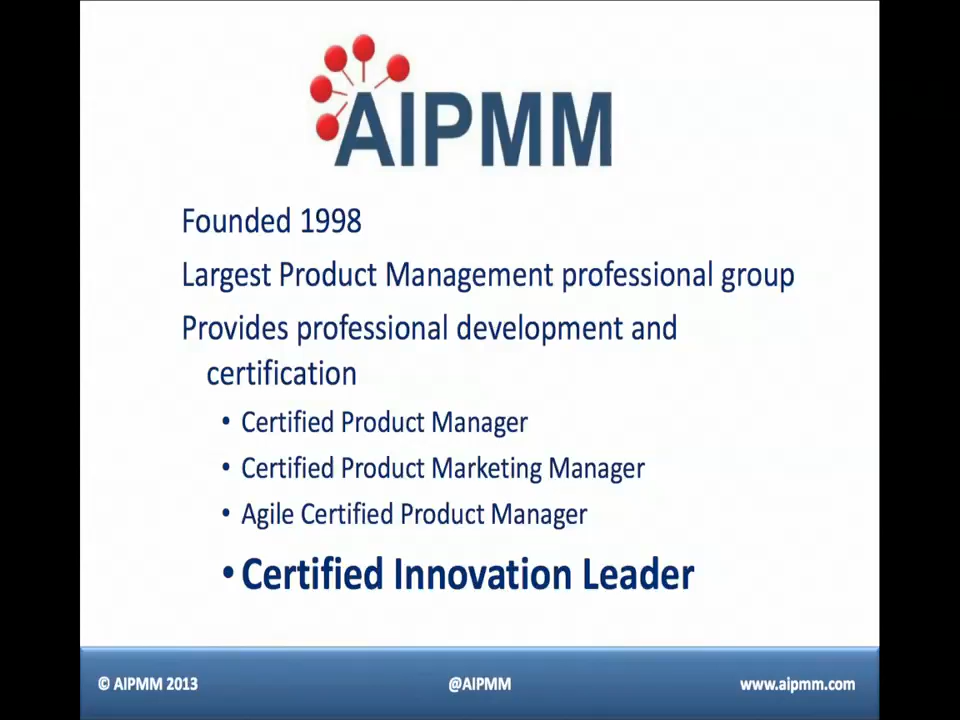 AIPMM
Founded 1998
Largest Product Management professional group
Provides professional development and
certification
• Certified Product Manager
• Certified Product Marketing Manager
• Agile Certified Product Manager
• Certified Innovation Leader
© AIPMM 2013 @AIPMM www.aipmm.com